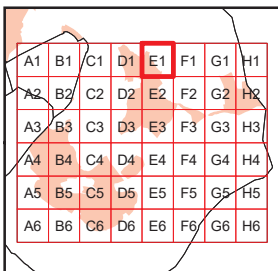 A1 B1 C1 D1 E1 F1 G1 H1
A2 B2 C2 D2 E2 F2 G2 H2
A3 B3 C3 D3 E3 F3 G3 H3
A4 B4 C4 D4 E4 F4 G4 H4
A5 B5 C5 D5 E5 F5 G5 H5
A6 B6 C6 D6 E6 F6 G6 H6